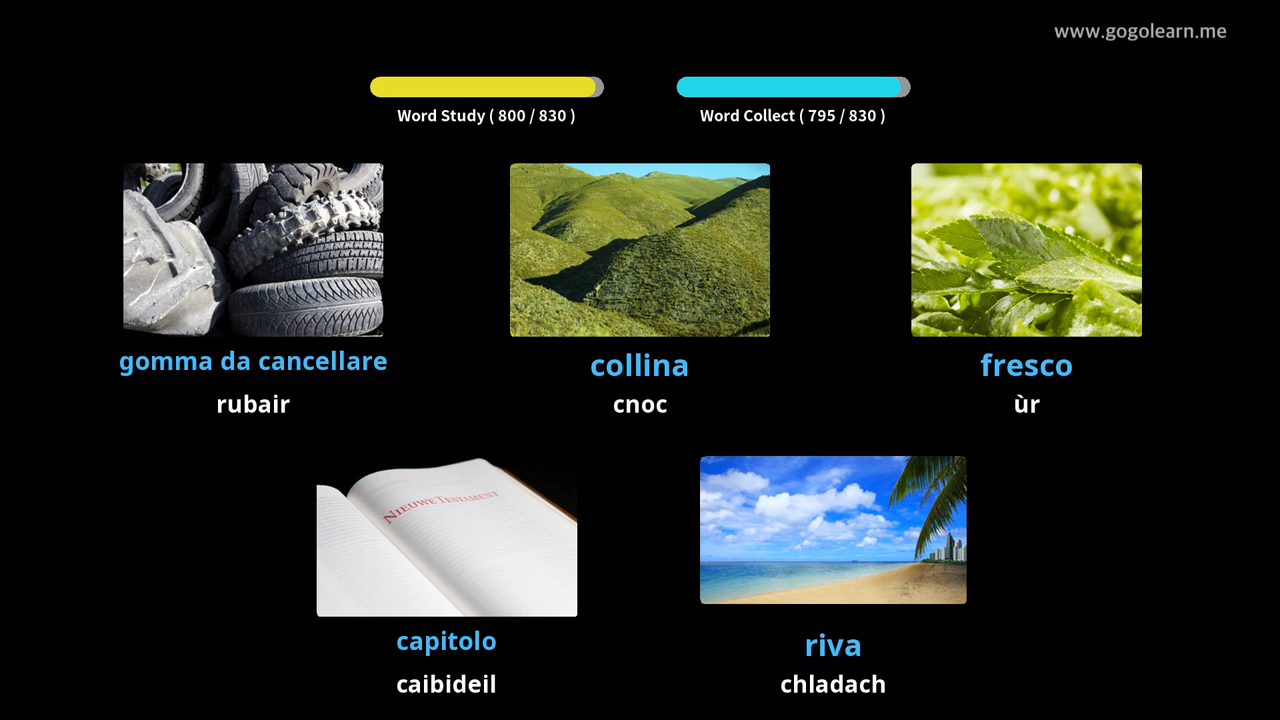 www.gogolearn.me
Word Study ( 800 / 830 )
Word Collect ( 795 / 830 )
gomma da cancellare
collina
fresco
rubair
cnoc
ùr
NIEUWE TESTAMENT
capitolo
riva
caibideil
chladach